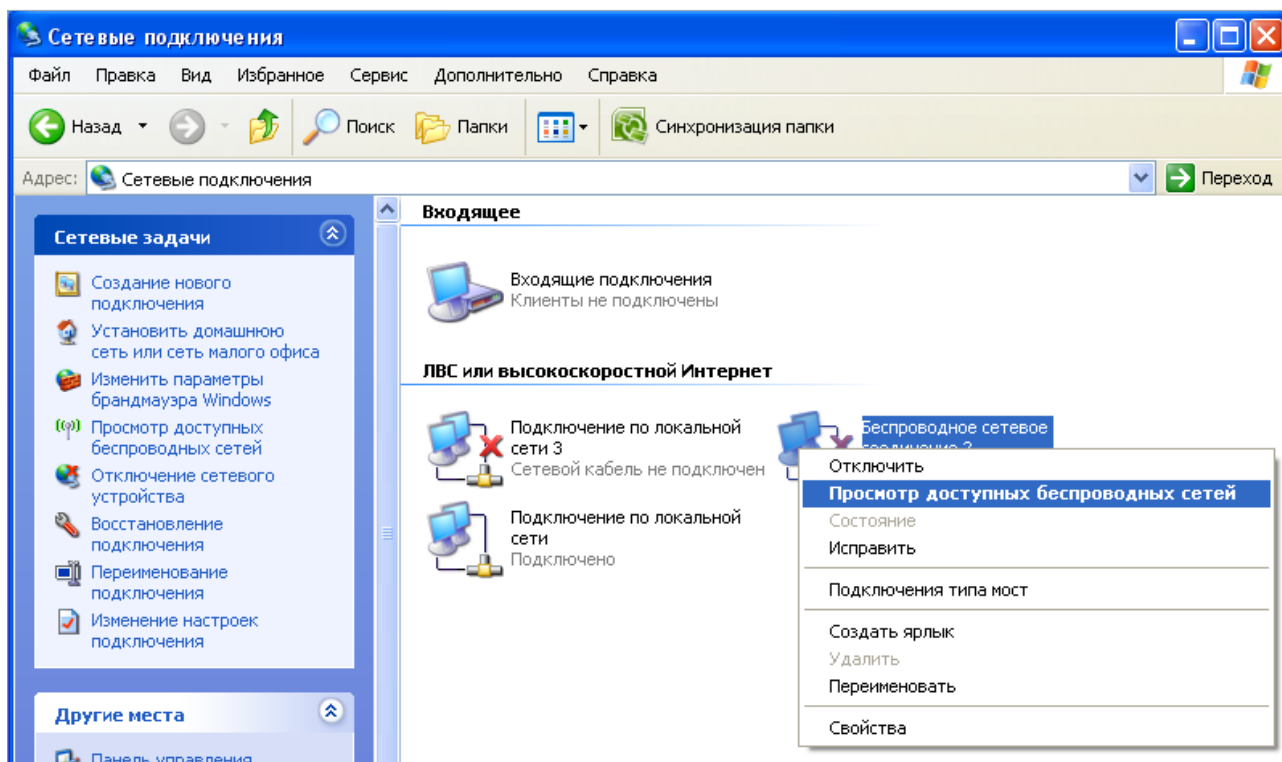 Сетевые подключения
Файл Правка Вид Избранное Сервис Дополнительно Справка
Назад Поиск Папки Синхронизация папки
Адрес: Сетевые подключения Переход
Сетевые задачи
Создание нового
подключения
Установить домашнюю
сеть или сеть малого офиса
Изменить параметры
брандмауэра Windows
Просмотр доступных
беспроводных сетей
Отключение сетевого
устройства
Восстановление
подключения
Переименование
подключения
Изменение настроек
подключения
Другие места
Панель управления
Входящее
Входящие подключения
Клиенты не подключены
ЛВС или высокоскоростной Интернет
Подключение по локальной
сети 3
Сетевой кабель не подключен
Беспроводное сетевое
соединение 2
Подключение по локальной
сети
Подключено
Отключить
Просмотр доступных беспроводных сетей
Состояние
Исправить
Подключения типа мост
Создать ярлык
Удалить
Переименовать
Свойства